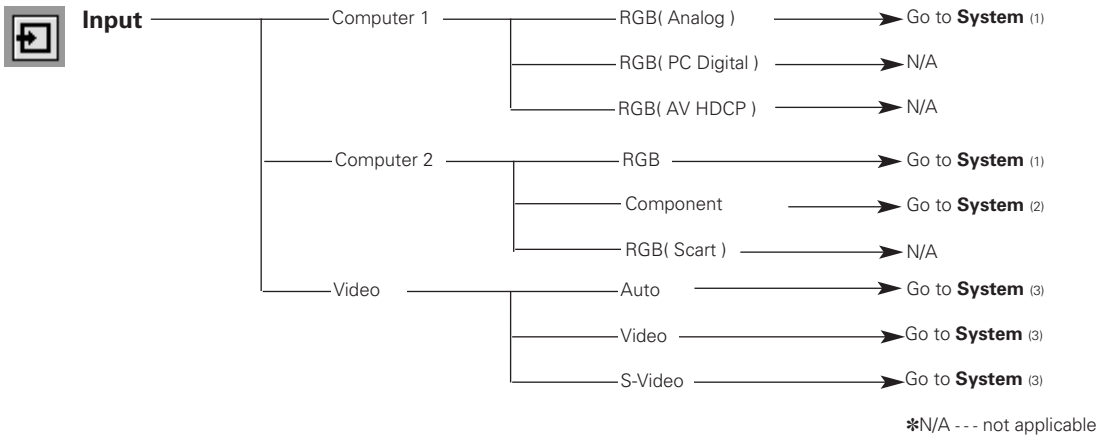 Input
Computer 1
RGB( Analog )
Go to System (1)
RGB( PC Digital )
N/A
RGB( AV HDCP )
N/A
Computer 2
RGB
Go to System (1)
Component
Go to System (2)
RGB( Scart )
N/A
Video
Auto
Go to System (3)
Video
Go to System (3)
S-Video
Go to System (3)
✽N/A - - - not applicable